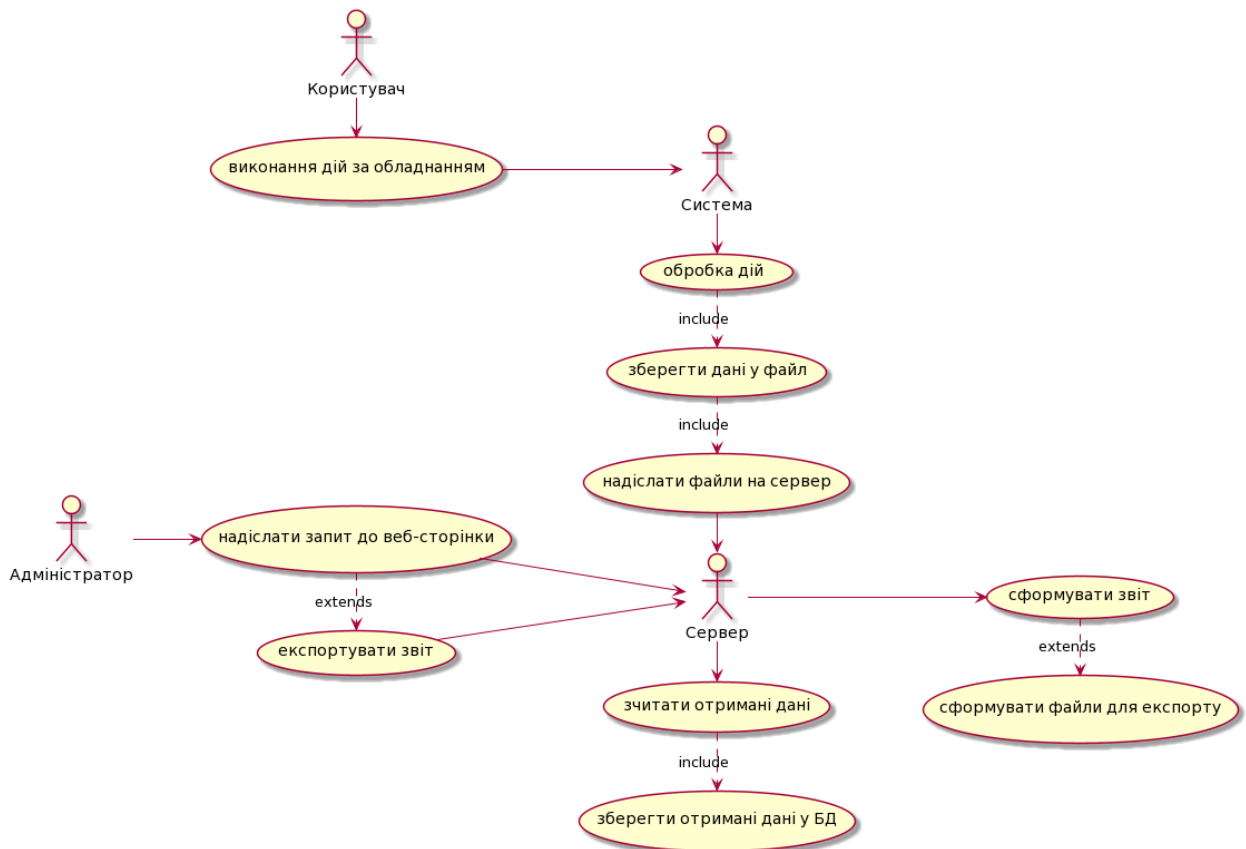 Користувач
виконання дій за обладнанням
Система
обробка дій
include
зберегти дані у файл
include
надіслати файли на сервер
Адміністратор
надіслати запит до веб-сторінки
extends
експортувати звіт
Сервер
сформувати звіт
extends
сформувати файли для експорту
зчитати отримані дані
include
зберегти отримані дані у БД